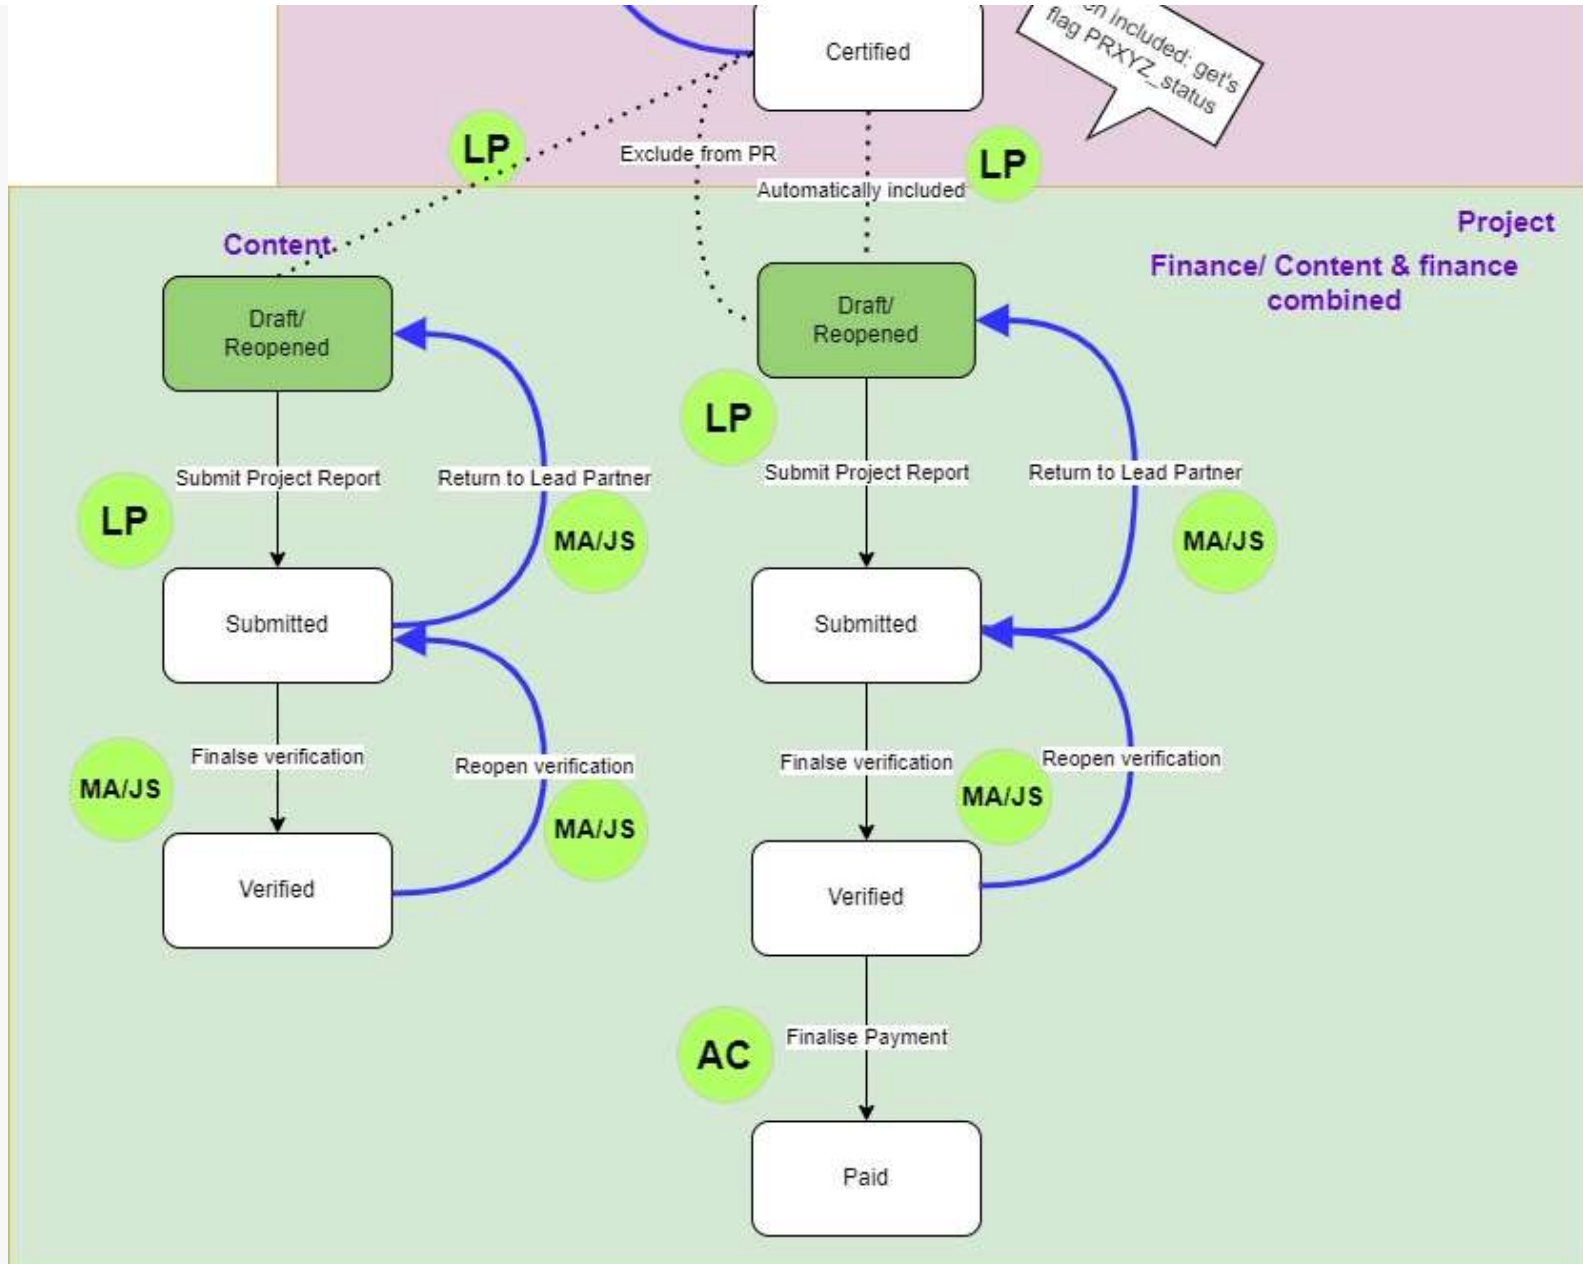 Certified
included: get's
flag PRXYZ_status
LP
Exclude from PR
LP
Automatically included
Project
Content
Finance/ Content & finance
combined
Draft/
Reopened
Draft/
Reopened
LP
Submit Project Report
Return to Lead Partner
Submit Project Report
Return to Lead Partner
LP
MA/JS
MA/JS
Submitted
Submitted
Finalse verification
Reopen verification
Finalse verification
Reopen verification
MA/JS
MA/JS
MA/JS
Verified
Verified
AC
Finalise Payment
Paid